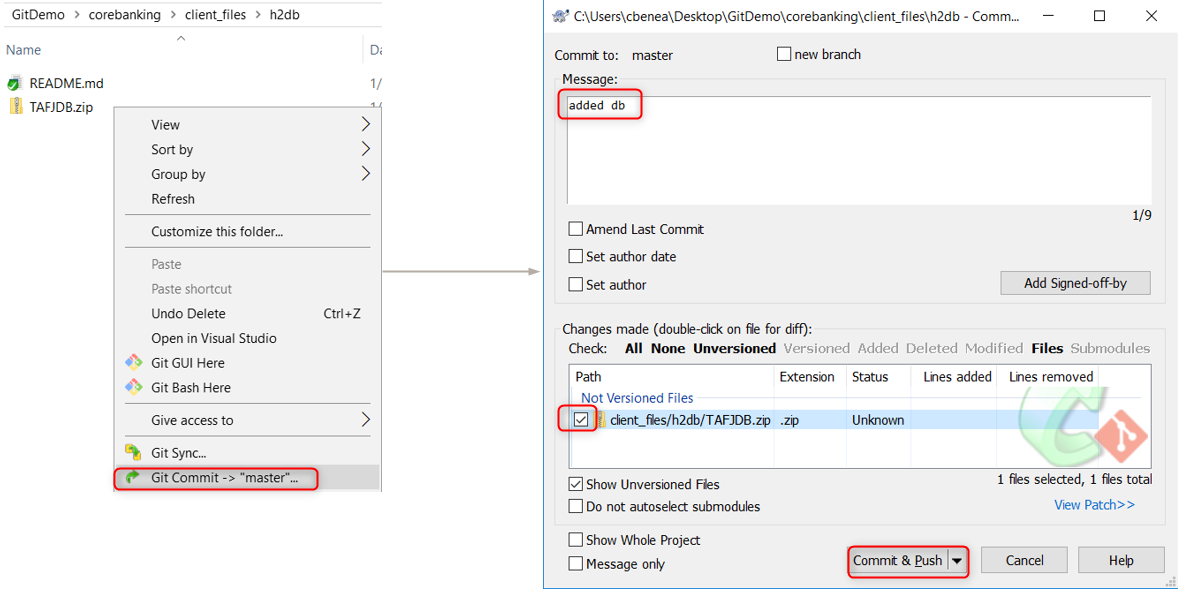 GitDemo > corebanking > client_files > h2db
Name
Da
README.md 1/
TAFJDB.zip 1/
View
Sort by
Group by
Refresh
Customize this folder...
Paste
Paste shortcut
Undo Delete Ctrl+Z
Open in Visual Studio
Git GUI Here
Git Bash Here
Give access to
Git Sync...
Git Commit -> "master"...
C:\Users\cbenea\Desktop\GitDemo\corebanking\client_files\h2db - Comm...
Commit to: master new branch
Message:
added db
1/9
Amend Last Commit
Set author date
Set author
Add Signed-off-by
Changes made (double-click on file for diff):
Check: All None Unversioned Versioned Added Deleted Modified Files Submodules
Path Extension Status Lines added Lines removed
Not Versioned Files
client_files/h2db/TAFJDB.zip .zip Unknown
Show Unversioned Files
1 files selected, 1 files total
Do not autoselect submodules
View Patch>>
Show Whole Project
Message only
Commit & Push
Cancel
Help